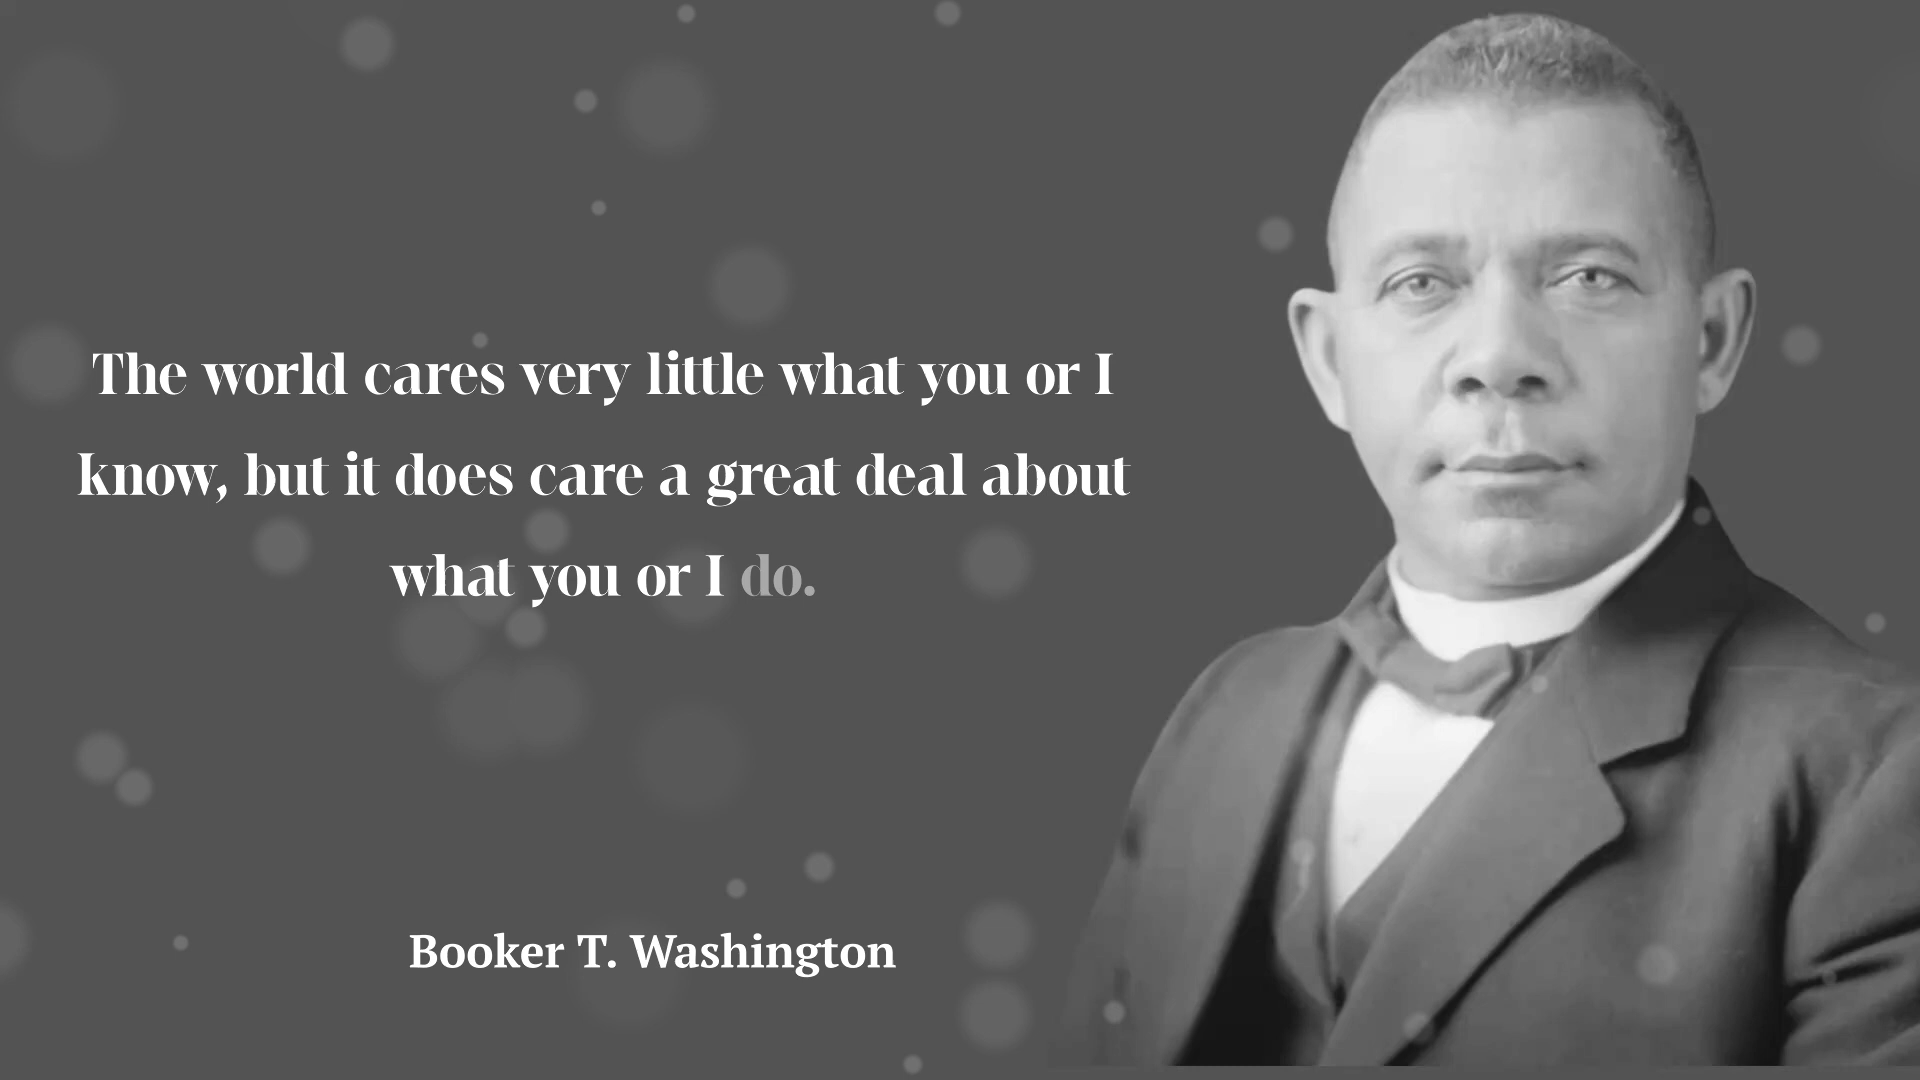 The world cares very little what you or I
know, but it does care a great deal about
what you or I do.
Booker T. Washington